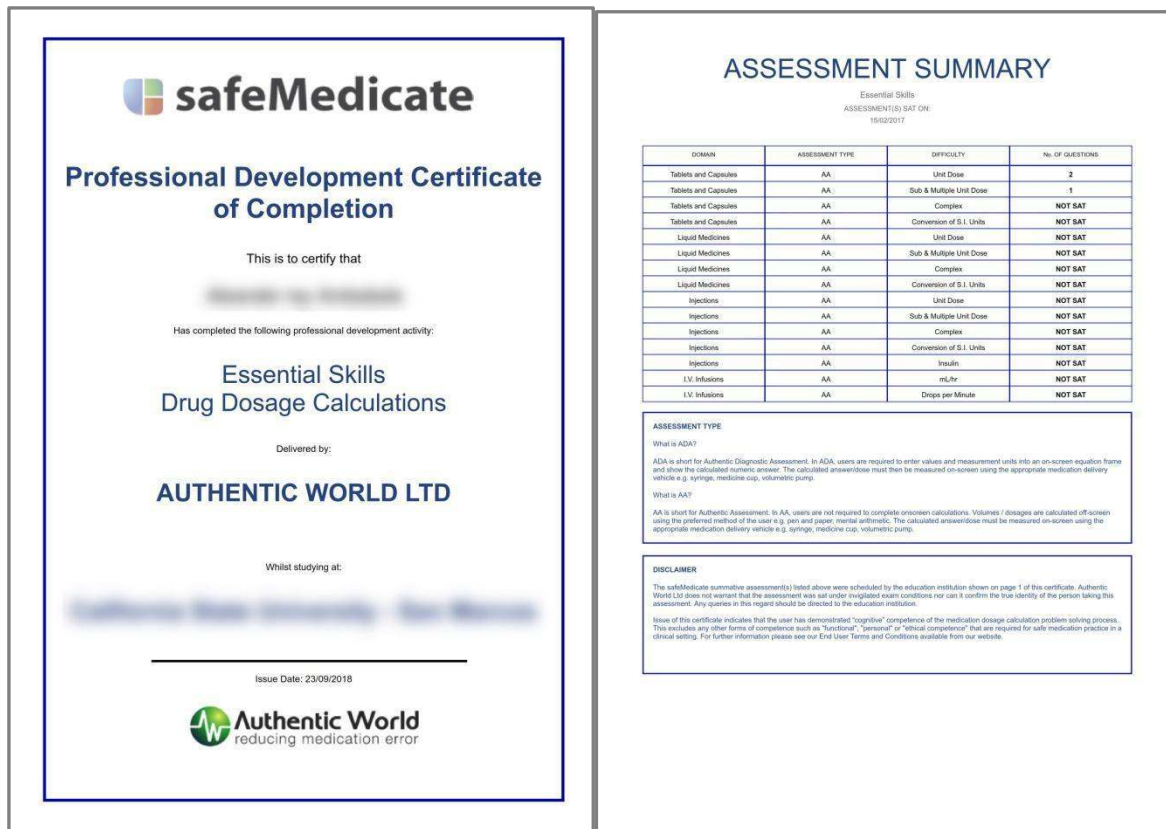 safeMedicate
Professional Development Certificate
of Completion
This is to certify that
Has completed the following professional development activity:
Essential Skills
Drug Dosage Calculations
Delivered by:
AUTHENTIC WORLD LTD
Whilst studying at:
Issue Date: 23/09/2018
Authentic World
reducing medication error
ASSESSMENT SUMMARY
Essential Skills
ASSESSMENT(S) SAT ON:
15/02/2017
DOMAIN ASSESSMENT TYPE DIFFICULTY No. OF QUESTIONS
Tablets and Capsules AA Unit Dose 2
Tablets and Capsules AA Sub & Multiple Unit Dose 1
Tablets and Capsules AA Complex NOT SAT
Tablets and Capsules AA Conversion of S.I. Units NOT SAT
Liquid Medicines AA Unit Dose NOT SAT
Liquid Medicines AA Sub & Multiple Unit Dose NOT SAT
Liquid Medicines AA Complex NOT SAT
Liquid Medicines AA Conversion of S.I. Units NOT SAT
Injections AA Unit Dose NOT SAT
Injections AA Sub & Multiple Unit Dose NOT SAT
Injections AA Complex NOT SAT
Injections AA Conversion of S.I. Units NOT SAT
Injections AA Insulin NOT SAT
I.V. Infusions AA mL/hr NOT SAT
I.V. Infusions AA Drops per Minute NOT SAT
ASSESSMENT TYPE
What is ADA?
ADA is short for Authentic Diagnostic Assessment. In ADA, users are required to enter values and measurement units into an on-screen equation frame
and show the calculated numeric answer. The calculated answer/dose must then be measured on-screen using the appropriate medication delivery
vehicle e.g. syringe, medicine cup, volumetric pump.
What is AA?
AA is short for Authentic Assessment. In AA, users are not required to complete onscreen calculations. Volumes / dosages are calculated off-screen
using the preferred method of the user e.g. pen and paper, mental arithmetic. The calculated answer/dose must be measured on-screen using the
appropriate medication delivery vehicle e.g. syringe, medicine cup, volumetric pump.
DISCLAIMER
The safeMedicate summative assessment(s) listed above were scheduled by the education institution shown on page 1 of this certificate. Authentic
World Ltd does not warrant that the assessment was sat under invigilated exam conditions nor can it confirm the true identity of the person taking this
assessment. Any queries in this regard should be directed to the education institution.
Issue of this certificate indicates that the user has demonstrated "cognitive" competence of the medication dosage calculation problem solving process.
This excludes any other forms of competence such as "functional", "personal" or "ethical competence" that are required for safe medication practice in a
clinical setting. For further information please see our End User Terms and Conditions available from our website.